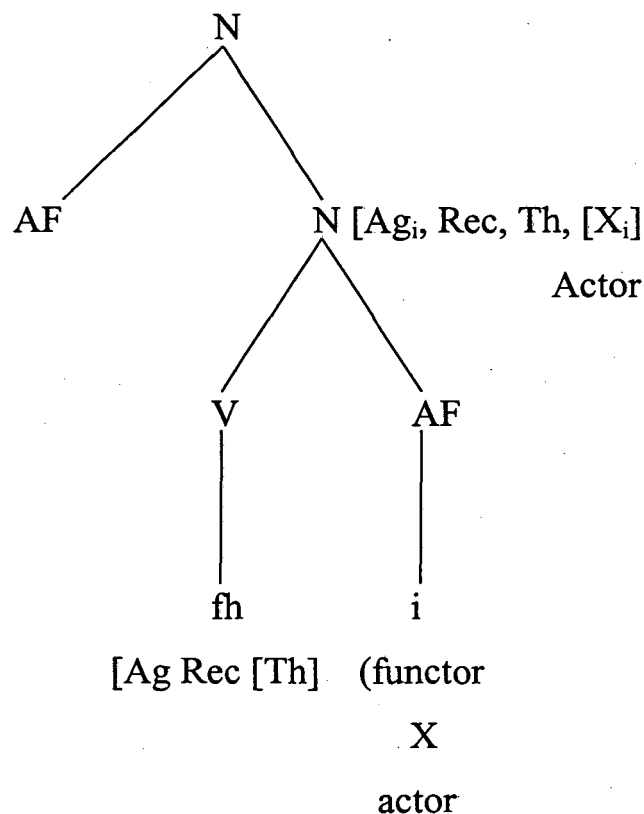 N
AF N [Agᵢ, Rec, Th, [Xᵢ]
Actor
V AF
fh i
[Ag Rec [Th] (functor
X
actor